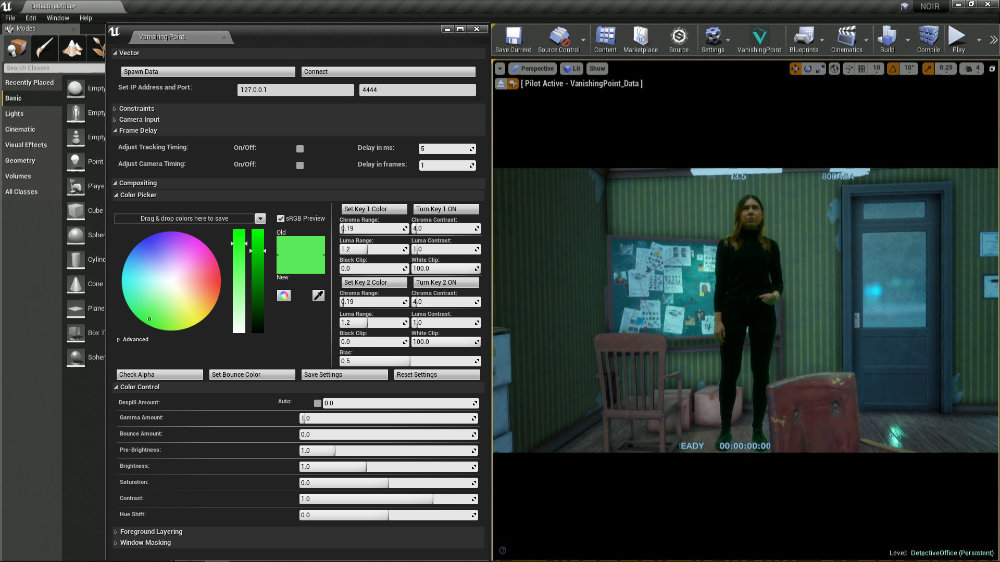 DetectiveOfficer
NOIR
File Edit Window Help
Modes
Search Classes
Recently Placed
Basic
Lights
Cinematic
Visual Effects
Geometry
Volumes
All Classes
Empty
Empty
Empty
Point
Playe
Cube
Sphere
Cylin
Cone
Plane
Box T
Sphere
Vanishing Point
Vector
Spawn Data Connect
Set IP Address and Port: 127.0.0.1 4444
Constraints
Camera Input
Frame Delay
Adjust Tracking Timing: On/Off: Delay in ms: 5
Adjust Camera Timing: On/Off: Delay in frames: 1
Compositing
Color Picker
Drag & drop colors here to save
sRGB Preview
Old
New
Advanced
Set Key 1 Color Turn Key 1 ON
Chroma Range: Chroma Contrast:
0.19 4.0
Luma Range: Luma Contrast:
1.2 1.0
Black Clip: White Clip:
0.0 100.0
Set Key 2 Color Turn Key 2 ON
Chroma Range: Chroma Contrast:
0.19 4.0
Luma Range: Luma Contrast:
1.2 1.0
Black Clip: White Clip:
0.0 100.0
Bias:
0.5
Check Alpha Set Bounce Color Save Settings Reset Settings
Color Control
Despill Amount: Auto: 0.0
Gamma Amount: 1.0
Bounce Amount: 0.0
Pre-Brightness: 1.0
Brightness: 1.0
Saturation: 0.0
Contrast: 1.0
Hue Shift: 0.0
Foreground Layering
Window Masking
Save Current Source Control Content Marketplace Source Settings VanishingPoint Blueprints Cinematics Build Compile Play
Perspective Lit Show 10 10° 0.25 4
[ Pilot Active - VanishingPoint_Data ]
13.5 800ASA
EADY 00:00:00:00
Level: DetectiveOffice (Persistent)